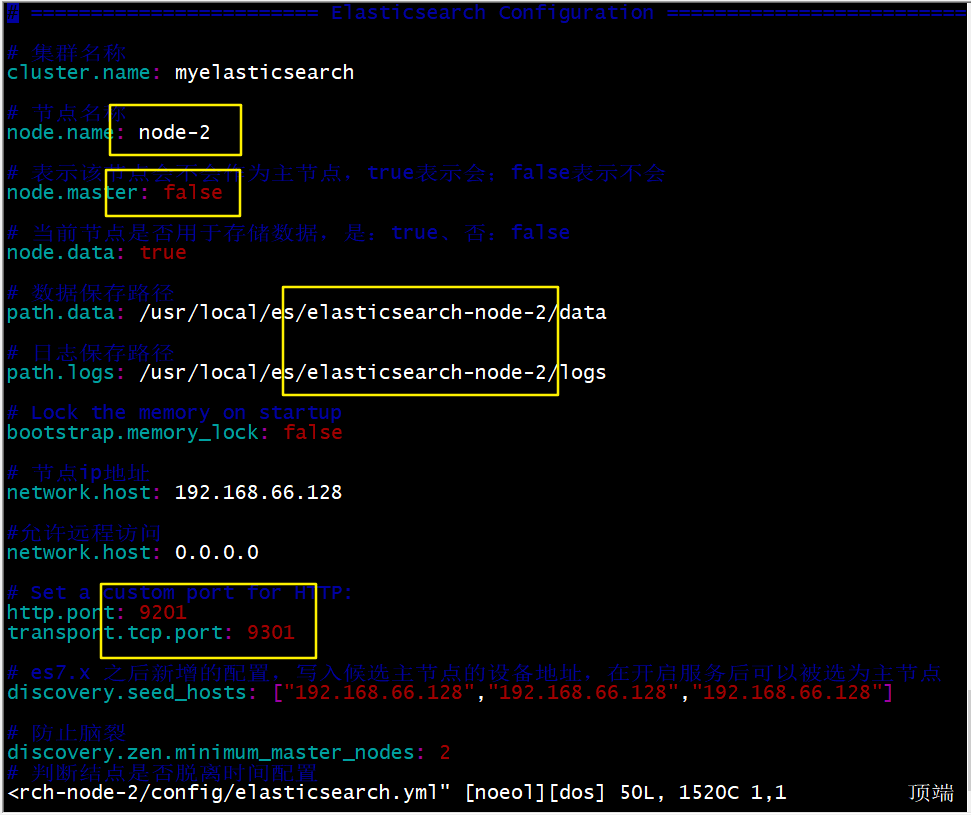 # ======================== Elasticsearch Configuration =========================
# 集群名称
cluster.name: myelasticsearch
# 节点名称
node.name: node-2
# 表示该节点会不会作为主节点，true表示会；false表示不会
node.master: false
# 当前节点是否用于存储数据，是：true、否：false
node.data: true
# 数据保存路径
path.data: /usr/local/es/elasticsearch-node-2/data
# 日志保存路径
path.logs: /usr/local/es/elasticsearch-node-2/logs
# Lock the memory on startup
bootstrap.memory_lock: false
# 节点ip地址
network.host: 192.168.66.128
#允许远程访问
network.host: 0.0.0.0
# Set a custom port for HTTP:
http.port: 9201
transport.tcp.port: 9301
# es7.x 之后新增的配置，写入候选主节点的设备地址，在开启服务后可以被选为主节点
discovery.seed_hosts: ["192.168.66.128","192.168.66.128","192.168.66.128"]
# 防止脑裂
discovery.zen.minimum_master_nodes: 2
# 判断结点是否脱离时间配置
<rch-node-2/config/elasticsearch.yml" [noeol][dos] 50L, 1520C 1,1 顶端